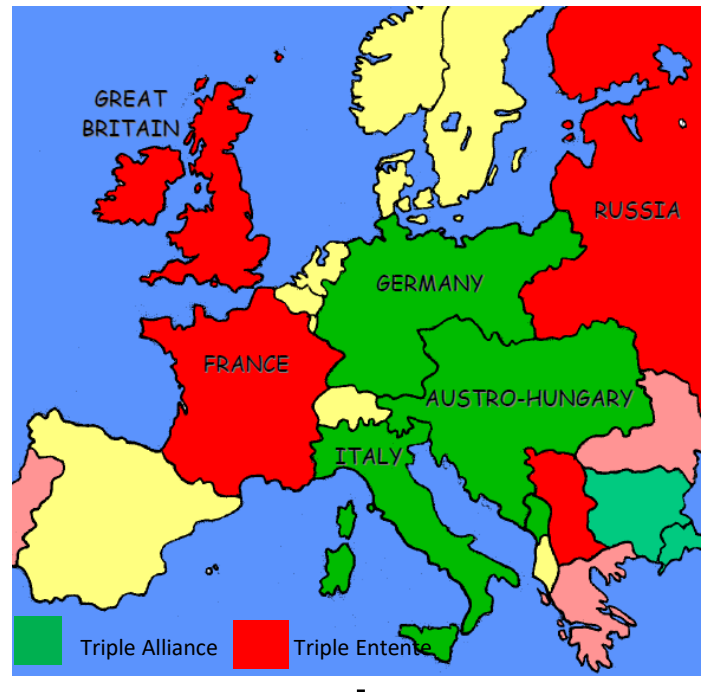 GREAT
BRITAIN
RUSSIA
GERMANY
FRANCE
AUSTRO-HUNGARY
ITALY
Triple Alliance
Triple Entente